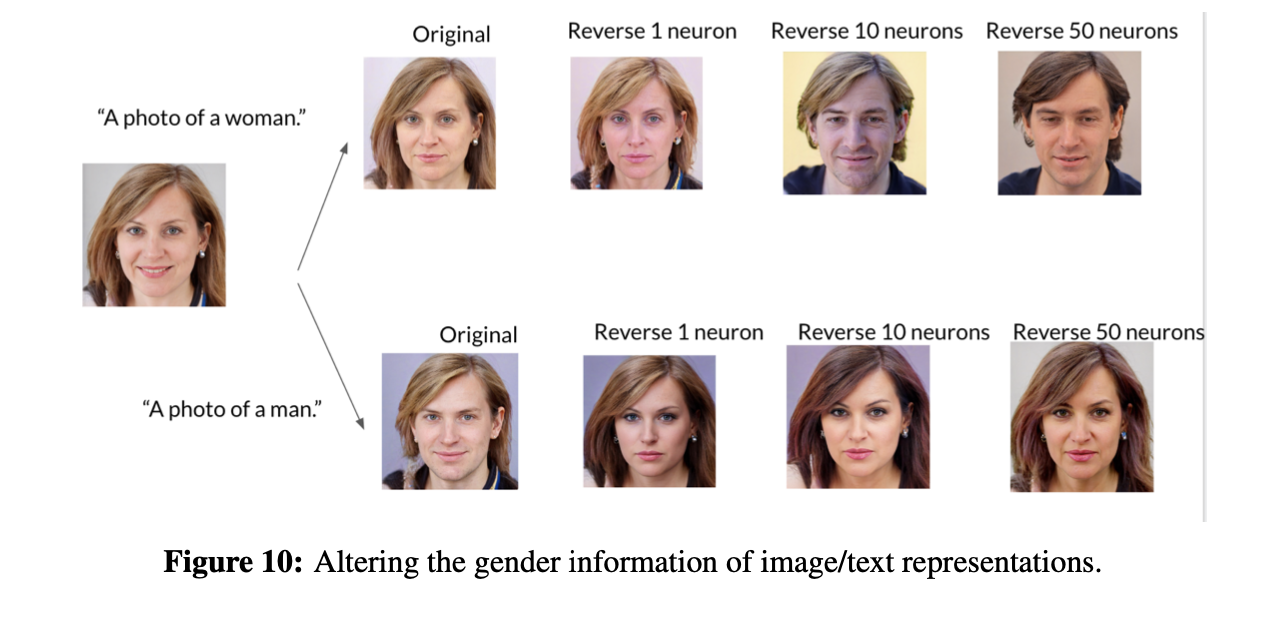 Original Reverse 1 neuron Reverse 10 neurons Reverse 50 neurons
“A photo of a woman.”
Original Reverse 1 neuron Reverse 10 neurons Reverse 50 neurons
“A photo of a man.”
Figure 10: Altering the gender information of image/text representations.